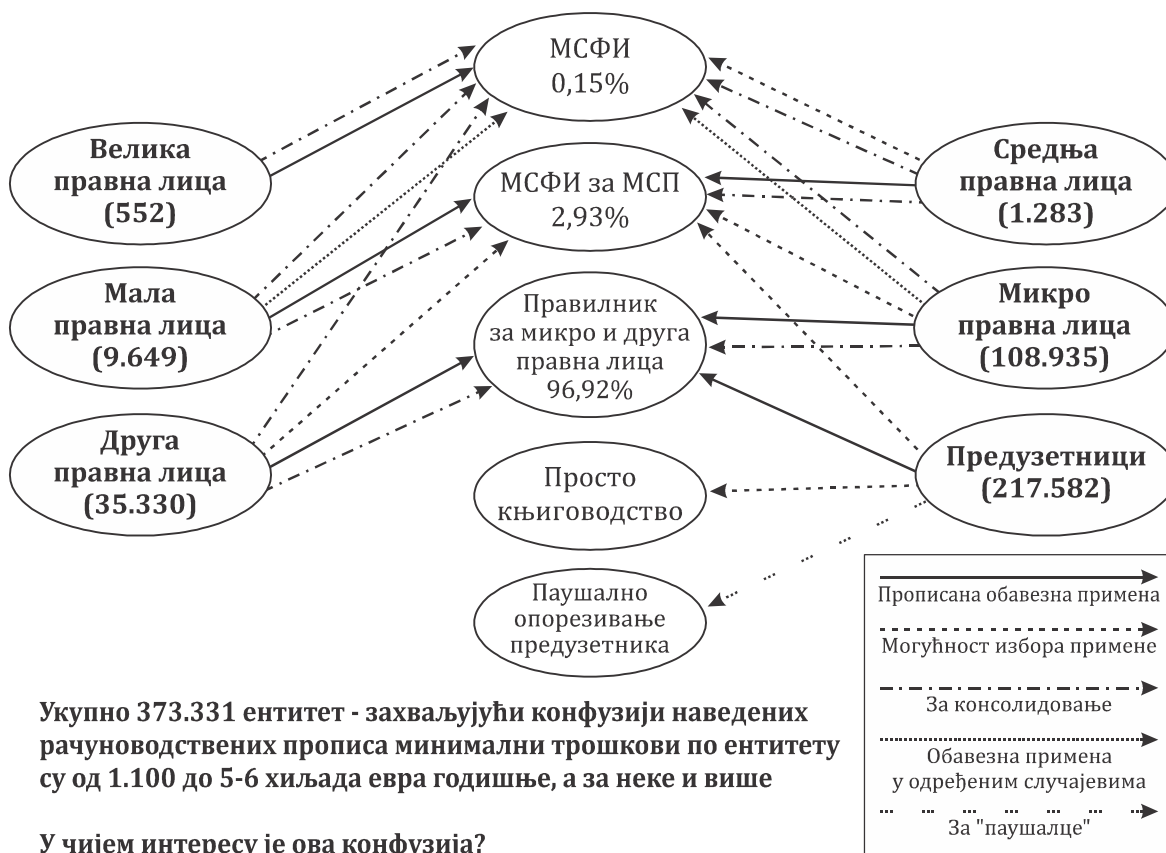 МСФИ
0,15%
Велика
правна лица
(552)
Средња
правна лица
(1.283)
МСФИ за МСП
2,93%
Мала
правна лица
(9.649)
Правилник
за микро и друга
правна лица
96,92%
Микро
правна лица
(108.935)
Друга
правна лица
(35.330)
Просто
књиговодство
Предузетници
(217.582)
Паушално
опорезивање
предузетника
Прописана обавезна примена
Могућност избора примене
За консолидовање
Обавезна примена
у одређеним случајевима
За "паушалце"
Укупно 373.331 ентитет - захваљујући конфузији наведених
рачуноводствених прописа минимални трошкови по ентитету
су од 1.100 до 5-6 хиљада евра годишње, а за неке и више
У чијем интересу је ова конфузија?